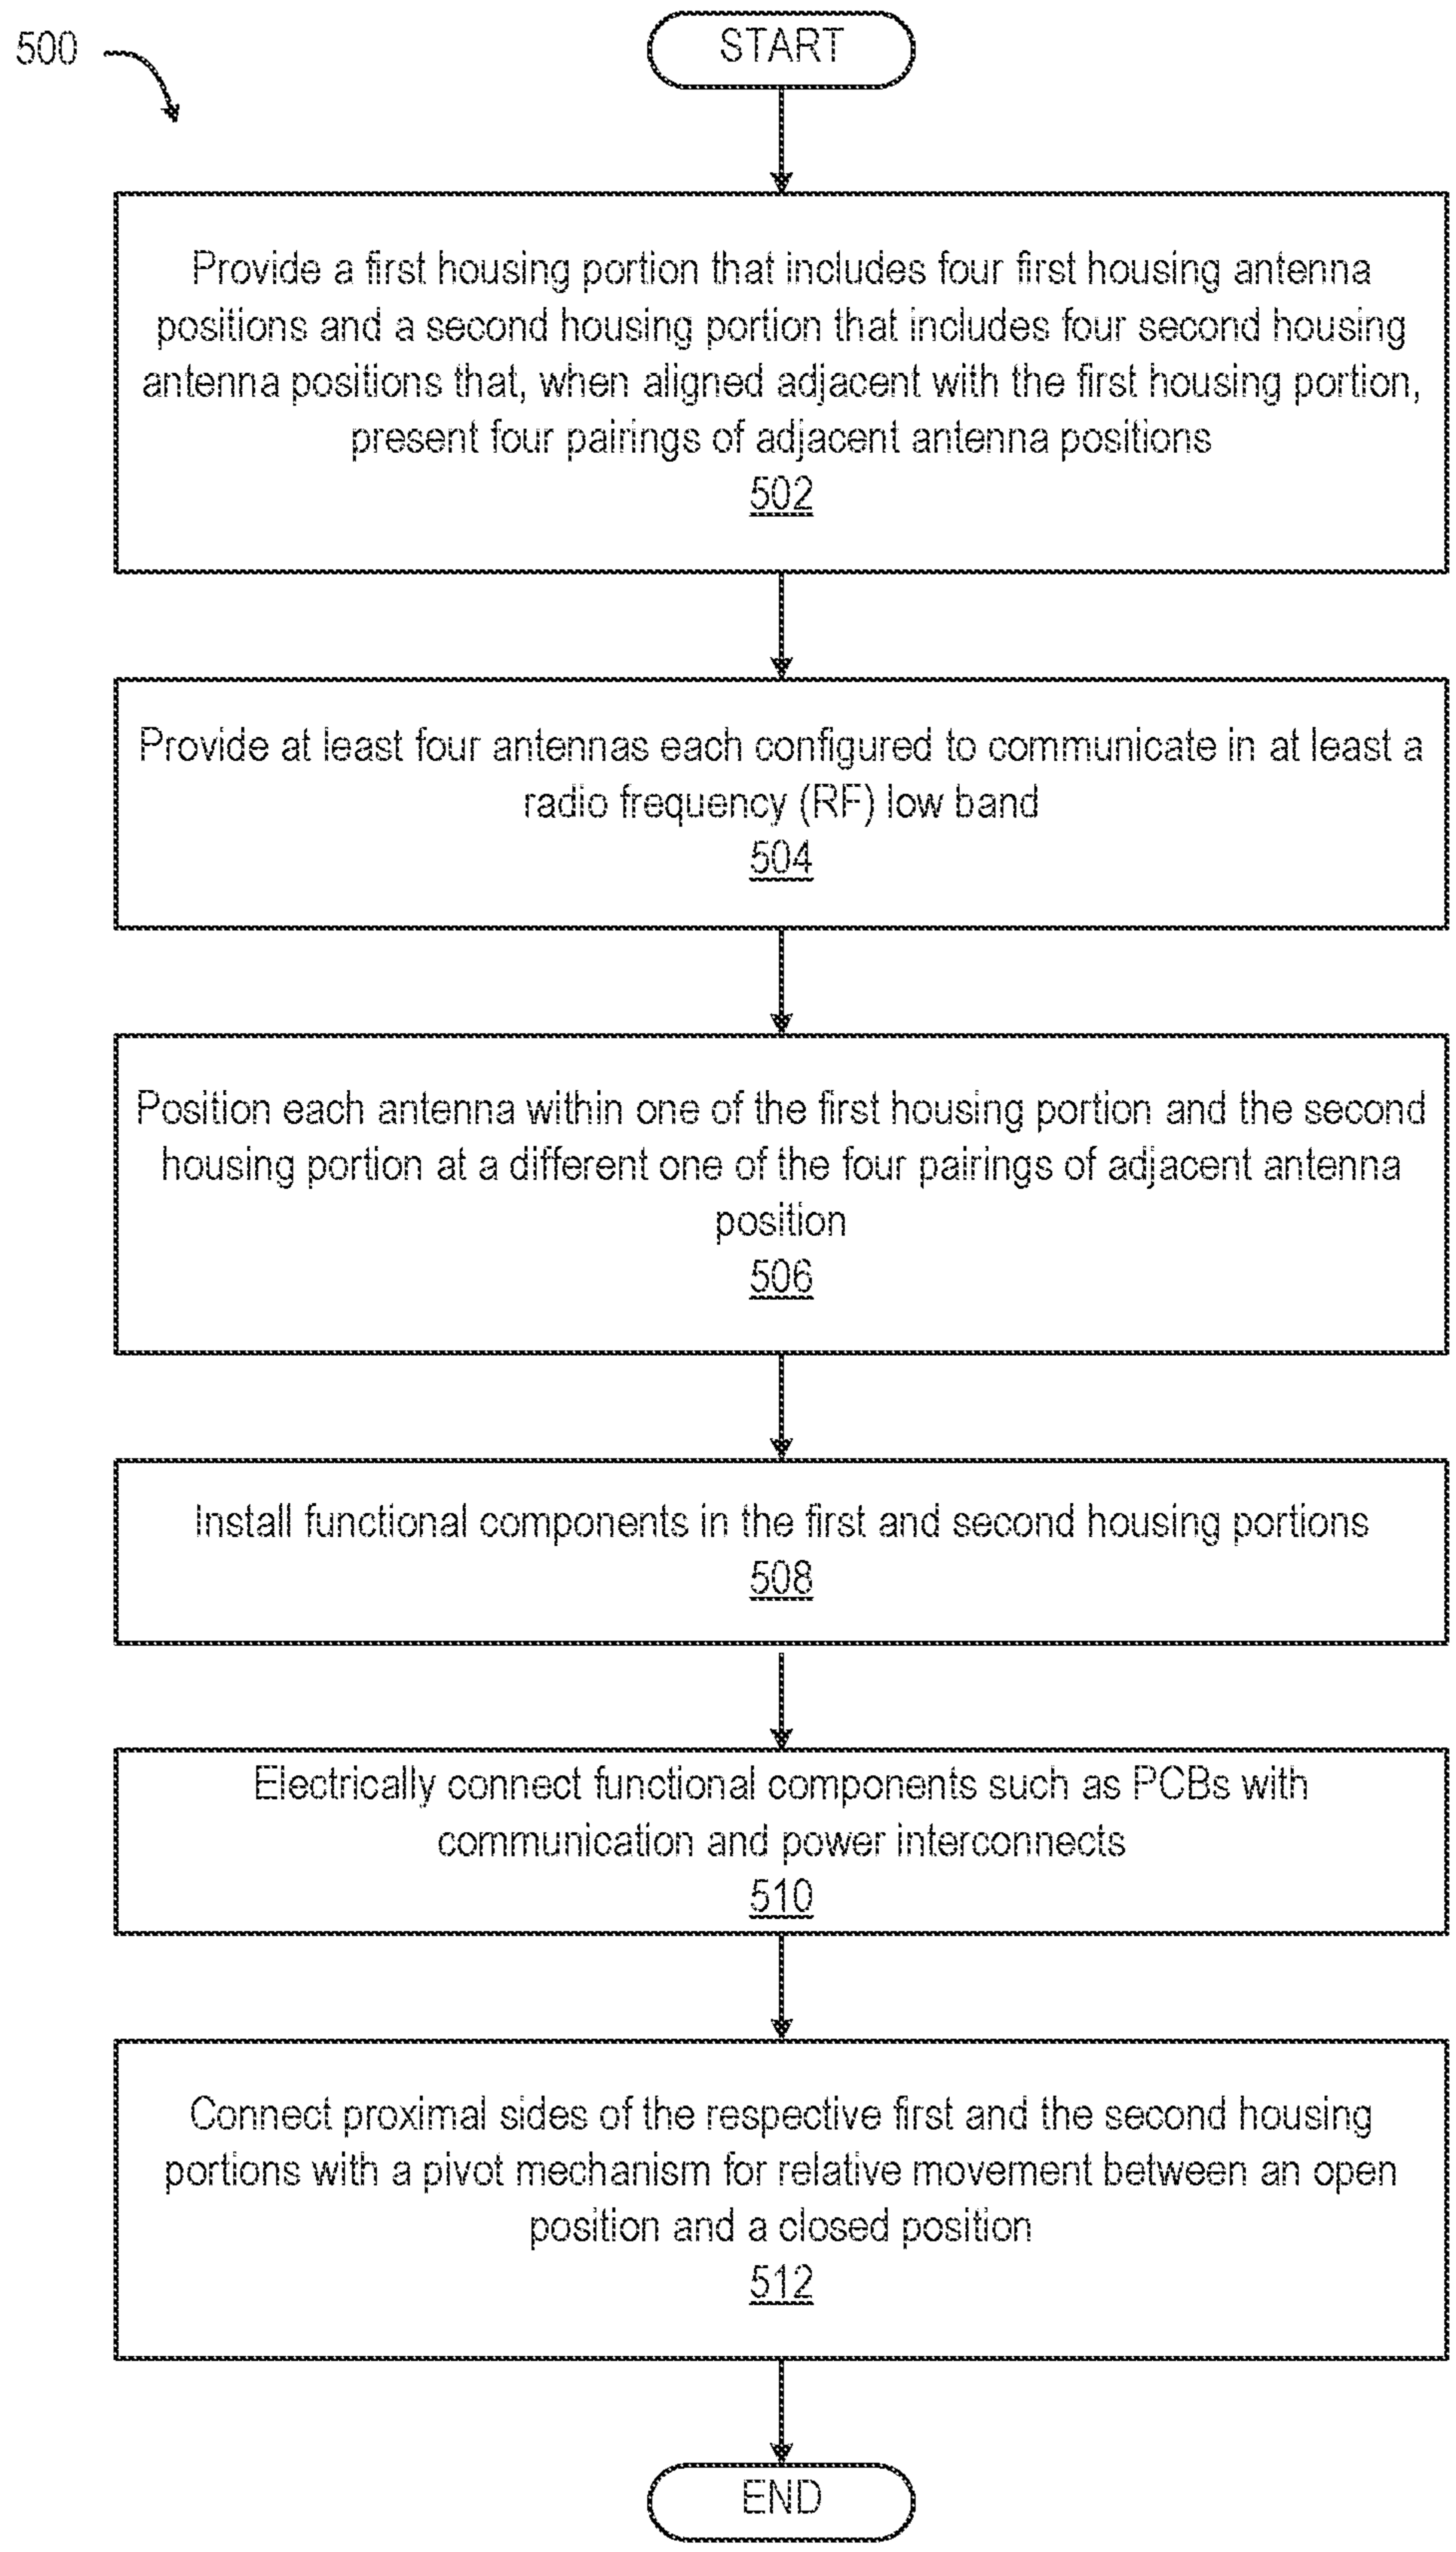 500
START
Provide a first housing portion that includes four first housing antenna
positions and a second housing portion that includes four second housing
antenna positions that, when aligned adjacent with the first housing portion,
present four pairings of adjacent antenna positions
502
Provide at least four antennas each configured to communicate in at least a
radio frequency (RF) low band
504
Position each antenna within one of the first housing portion and the second
housing portion at a different one of the four pairings of adjacent antenna
position
506
Install functional components in the first and second housing portions
508
Electrically connect functional components such as PCBs with
communication and power interconnects
510
Connect proximal sides of the respective first and the second housing
portions with a pivot mechanism for relative movement between an open
position and a closed position
512
END